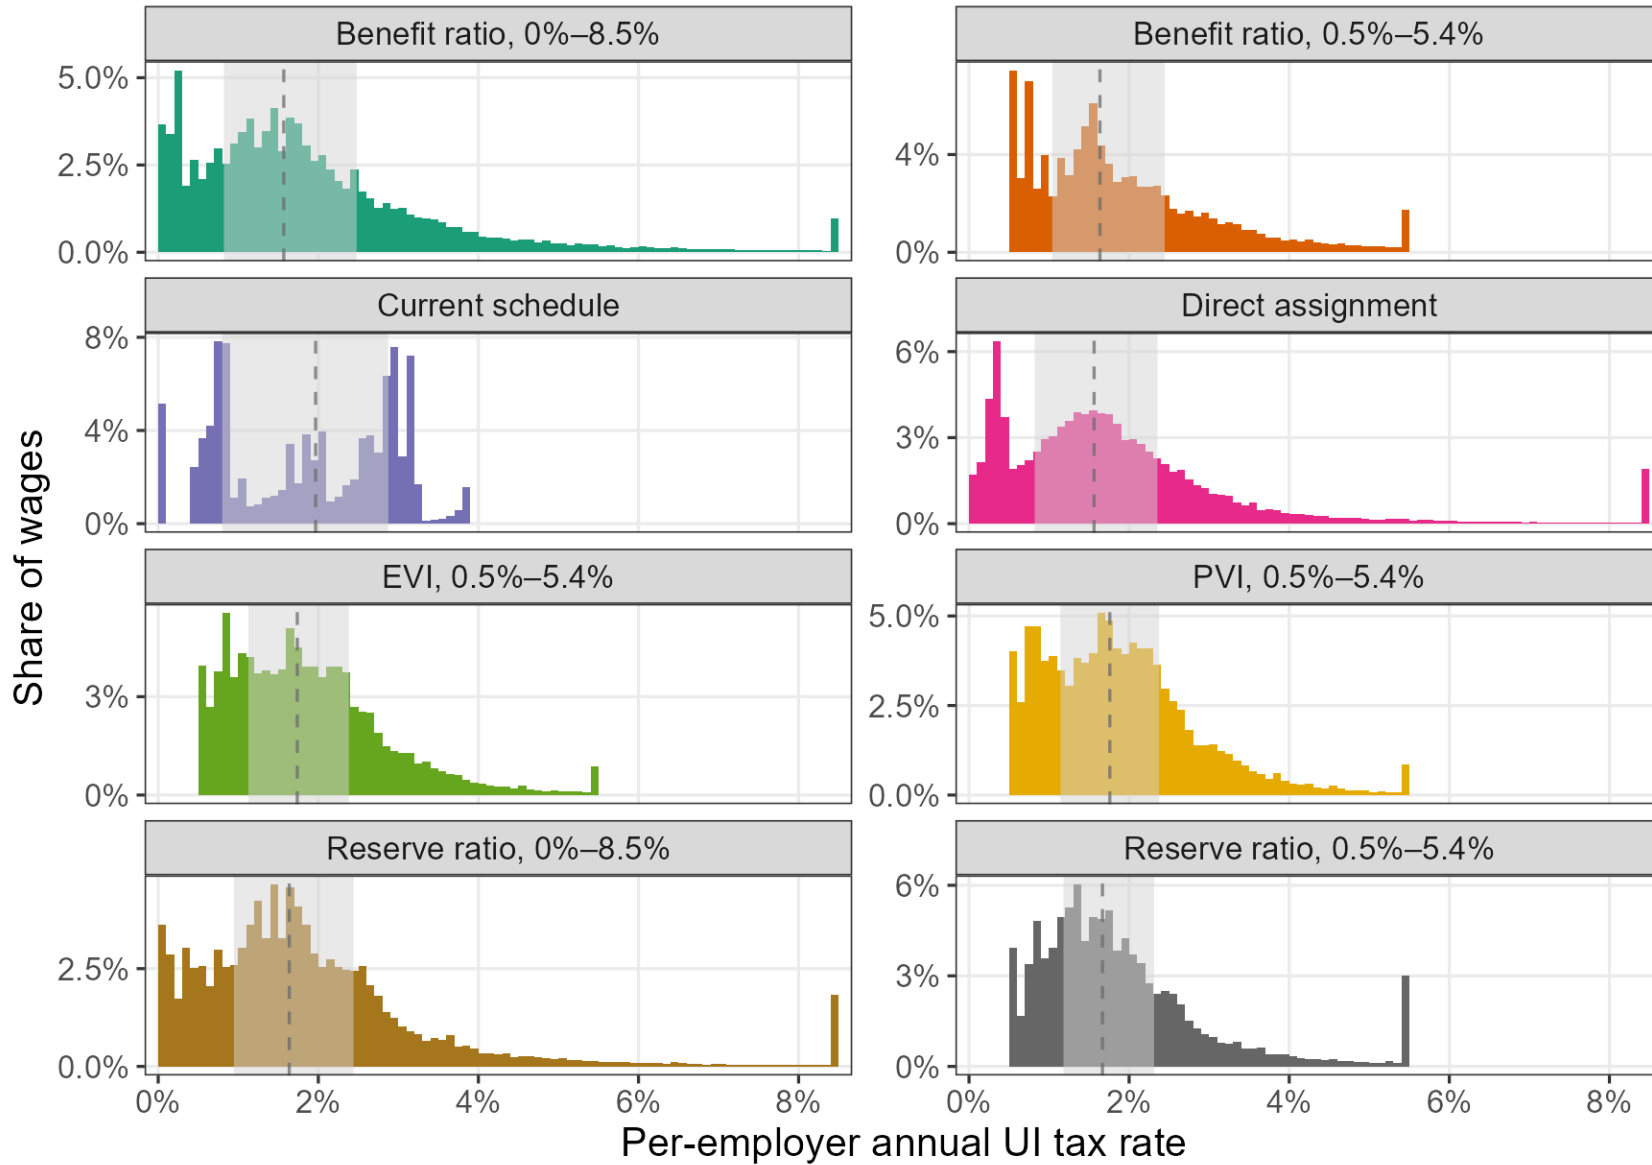 Benefit ratio, 0%–8.5%
Benefit ratio, 0.5%–5.4%
5.0%
2.5%
0.0%
4%
0%
Current schedule
Direct assignment
8%
4%
0%
6%
3%
0%
EVI, 0.5%–5.4%
PVI, 0.5%–5.4%
3%
0%
5.0%
2.5%
0.0%
Reserve ratio, 0%–8.5%
Reserve ratio, 0.5%–5.4%
2.5%
0.0%
6%
3%
0%
0% 2% 4% 6% 8%
0% 2% 4% 6% 8%
Share of wages
Per-employer annual UI tax rate